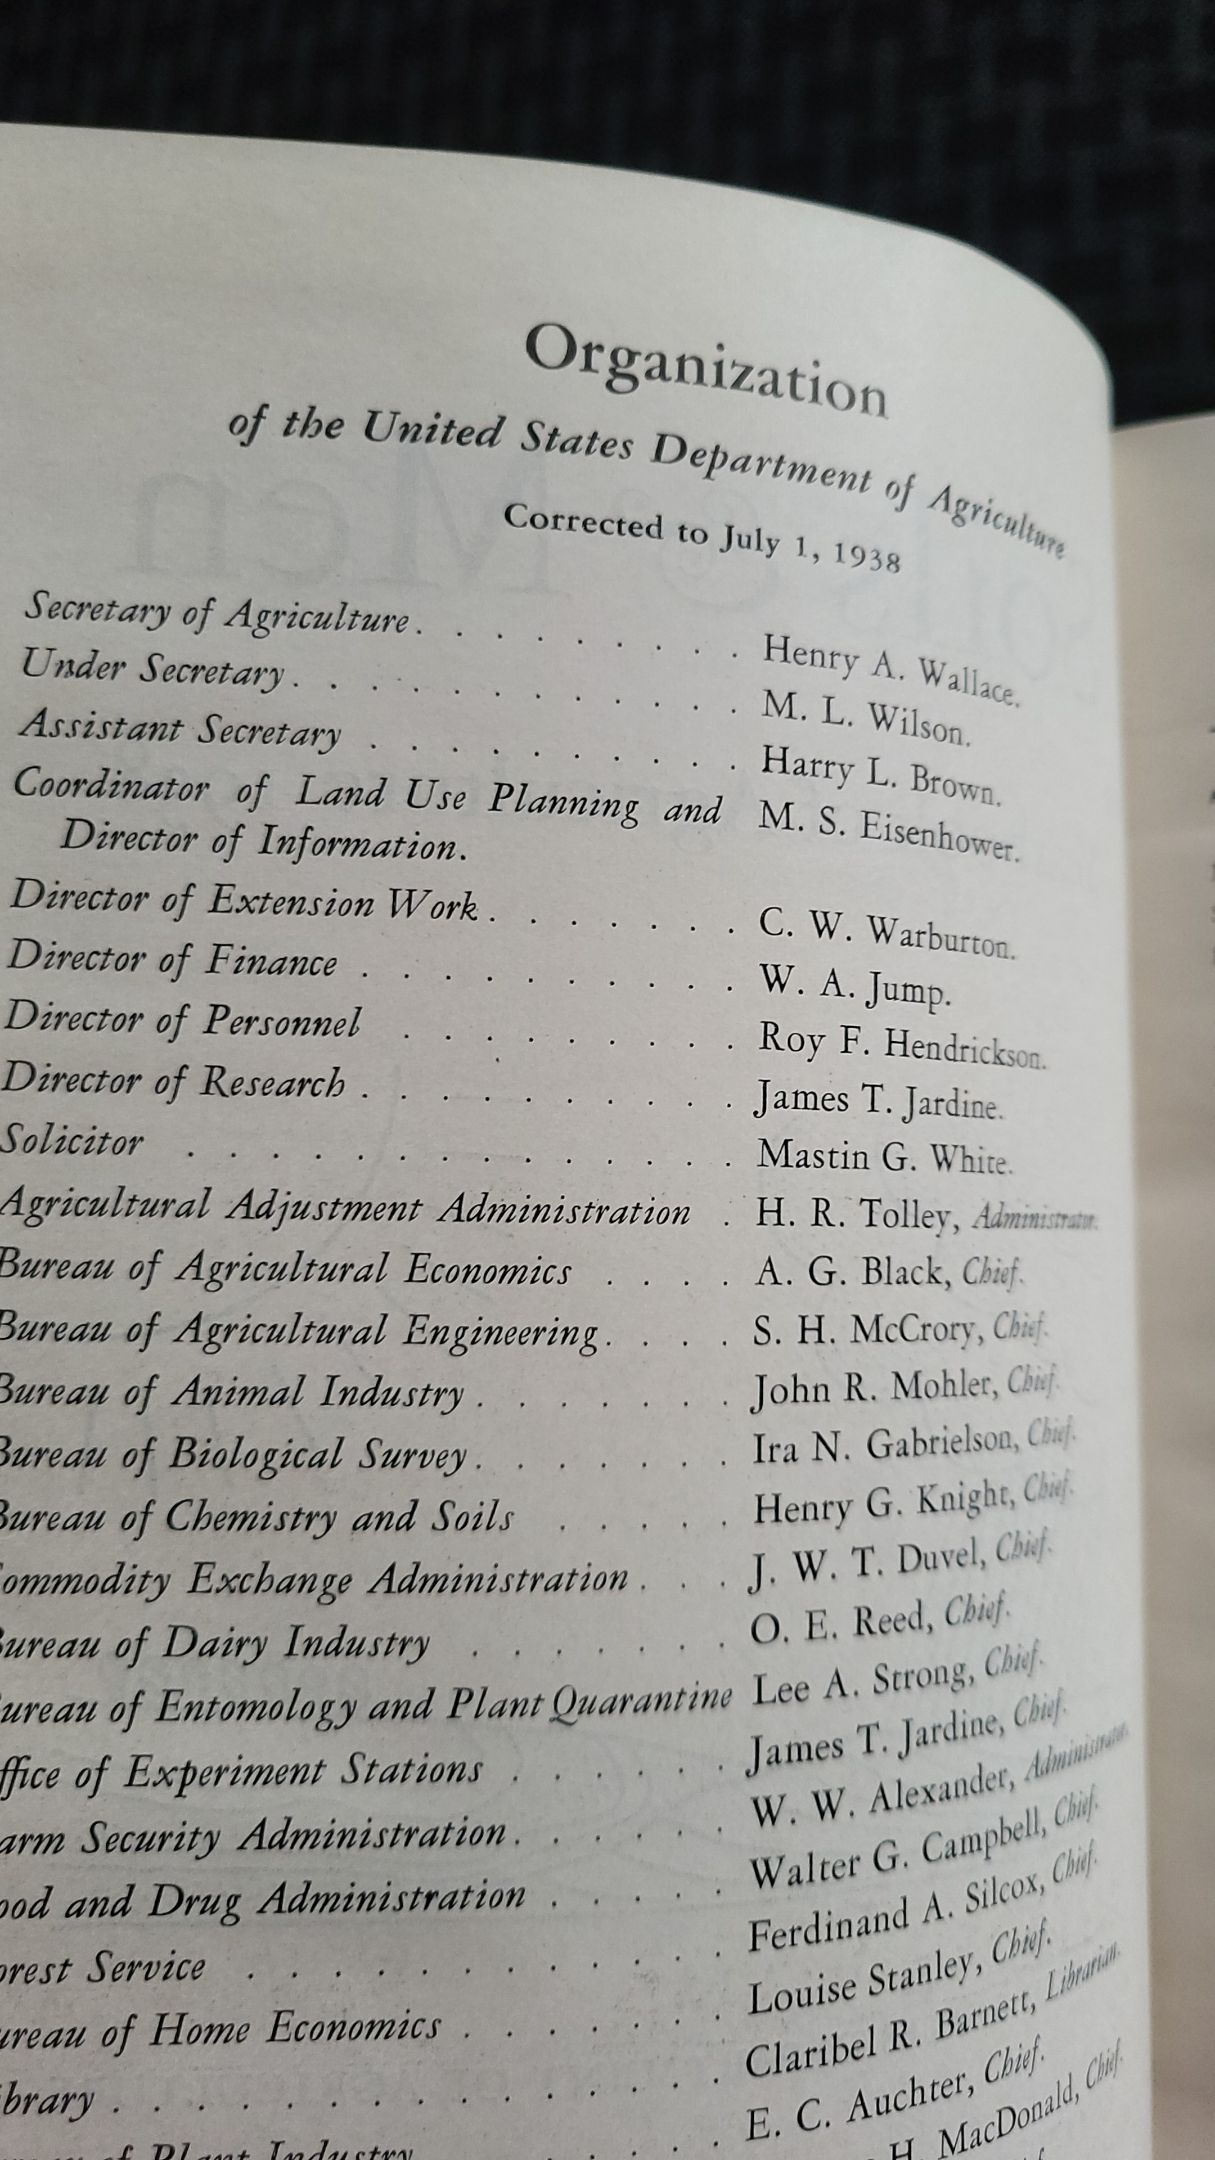 Organization
of the United States Department of Agriculture
Corrected to July 1, 1938
Secretary of Agriculture. . . . . . . . . Henry A. Wallace.
Under Secretary. . . . . . . . . . . . M. L. Wilson.
Assistant Secretary . . . . . . . . . . Harry L. Brown.
Coordinator of Land Use Planning and M. S. Eisenhower.
Director of Information.
Director of Extension Work. . . . . . . C. W. Warburton.
Director of Finance . . . . . . . . . . W. A. Jump.
Director of Personnel . . . . . . . . . Roy F. Hendrickson.
Director of Research . . . . . . . . . . James T. Jardine.
Solicitor . . . . . . . . . . . . . . Mastin G. White.
Agricultural Adjustment Administration . H. R. Tolley, Administrator.
Bureau of Agricultural Economics . . . . A. G. Black, Chief.
Bureau of Agricultural Engineering. . . . S. H. McCrory, Chief.
Bureau of Animal Industry. . . . . . . John R. Mohler, Chief.
Bureau of Biological Survey. . . . . . . Ira N. Gabrielson, Chief.
Bureau of Chemistry and Soils . . . . . Henry G. Knight, Chief.
ommodity Exchange Administration . . . J. W. T. Duvel, Chief.
ureau of Dairy Industry . . . . . . . O. E. Reed, Chief.
ureau of Entomology and Plant Quarantine Lee A. Strong, Chief.
ffice of Experiment Stations . . . . . . James T. Jardine, Chief.
arm Security Administration. . . . . . W. W. Alexander, Administrator.
ood and Drug Administration . . . . . Walter G. Campbell, Chief.
orest Service . . . . . . . . . . . . Ferdinand A. Silcox, Chief.
ureau of Home Economics . . . . . . . Louise Stanley, Chief.
ibrary . . . . . . . . . . . . . . . Claribel R. Barnett, Librarian.
of Plant Industry . . . . E. C. Auchter, Chief.
H. MacDonald, Chief.